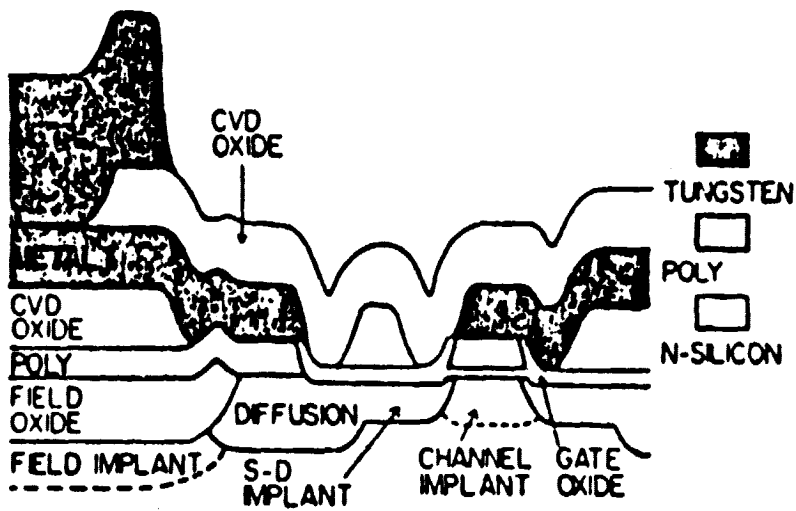 CVD
OXIDE
TUNGSTEN
METAL
POLY
CVD
OXIDE
N-SILICON
POLY
FIELD
OXIDE
DIFFUSION
FIELD IMPLANT
S-D
IMPLANT
CHANNEL
IMPLANT
GATE
OXIDE